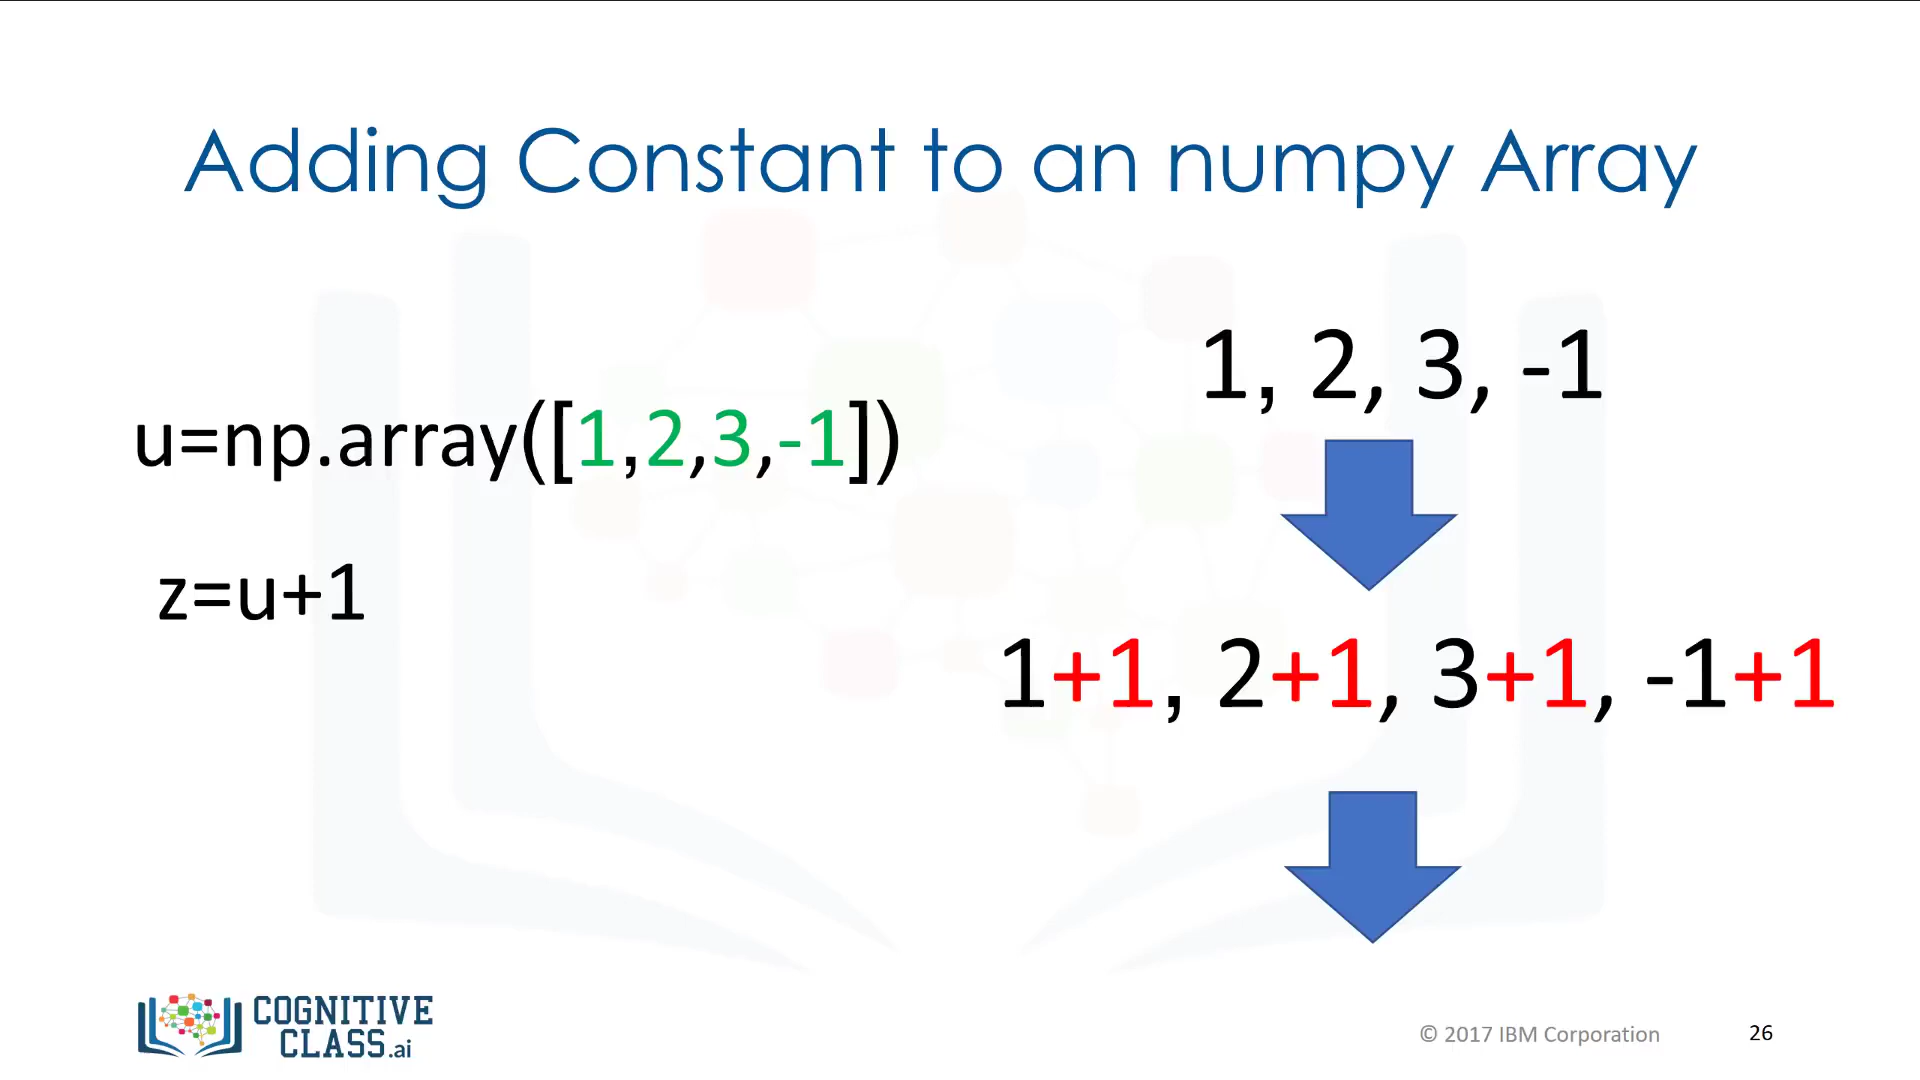 Adding Constant to an numpy Array
u=np.array([1,2,3,-1])
z=u+1
1, 2, 3, -1
1+1, 2+1, 3+1, -1+1
COGNITIVE
CLASS.ai
© 2017 IBM Corporation
26